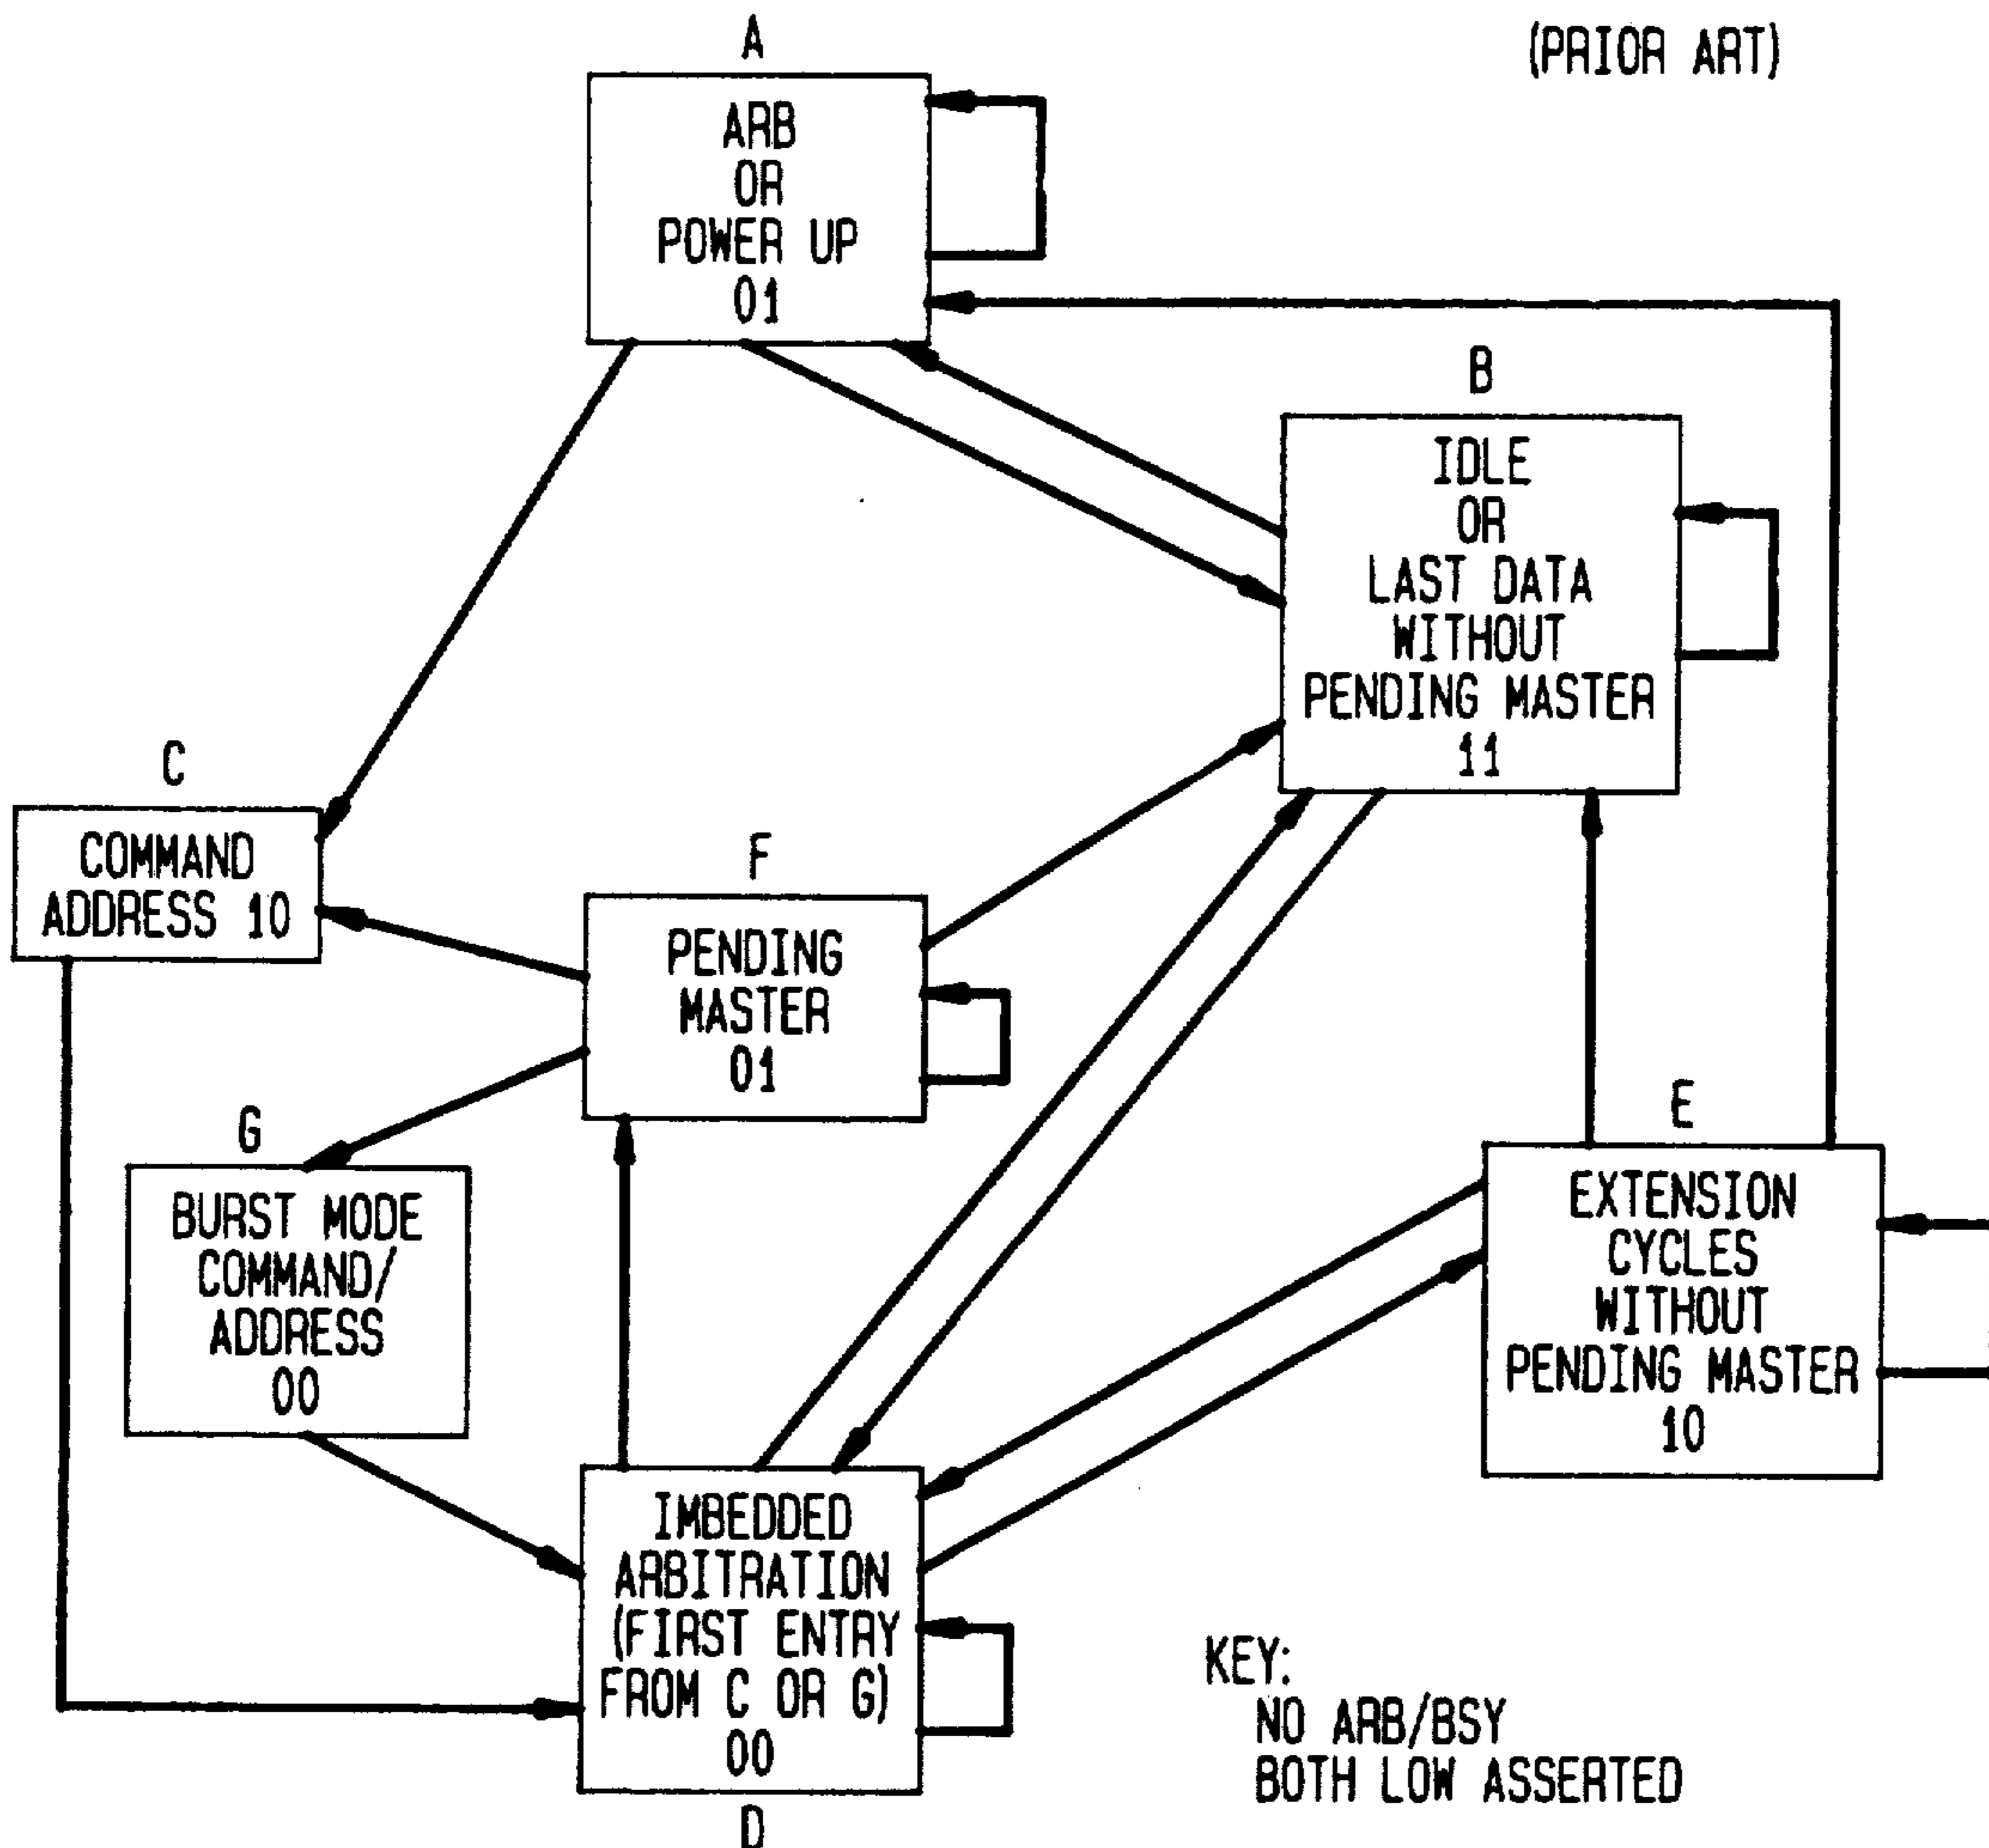 (PRIOR ART)
A
ARB
OR
POWER UP
01
B
IDLE
OR
LAST DATA
WITHOUT
PENDING MASTER
11
C
COMMAND
ADDRESS 10
F
PENDING
MASTER
01
G
BURST MODE
COMMAND/
ADDRESS
00
E
EXTENSION
CYCLES
WITHOUT
PENDING MASTER
10
IMBEDDED
ARBITRATION
(FIRST ENTRY
FROM C OR G)
00
D
KEY:
NO ARB/BSY
BOTH LOW ASSERTED